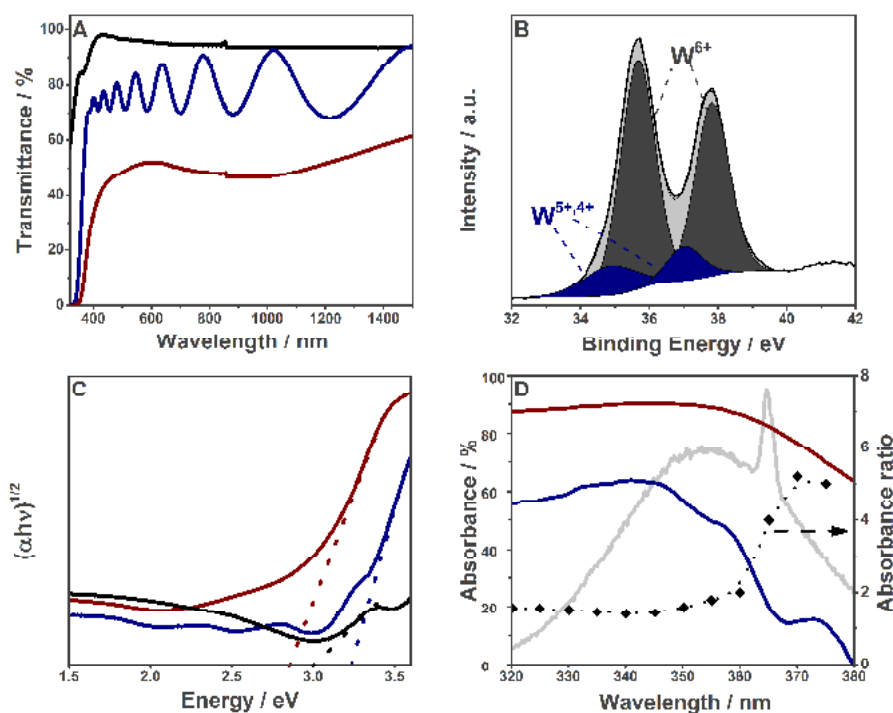 A
Transmittance / %
100
80
60
40
20
0
400 600 800 1000 1200 1400
Wavelength / nm
B
W6+
W5+,4+
Intensity / a.u.
32 34 36 38 40 42
Binding Energy / eV
C
(αhν)1/2
1.5 2.0 2.5 3.0 3.5
Energy / eV
D
Absorbance / %
100
80
60
40
20
0
8
6
4
2
0
Absorbance ratio
320 330 340 350 360 370 380
Wavelength / nm